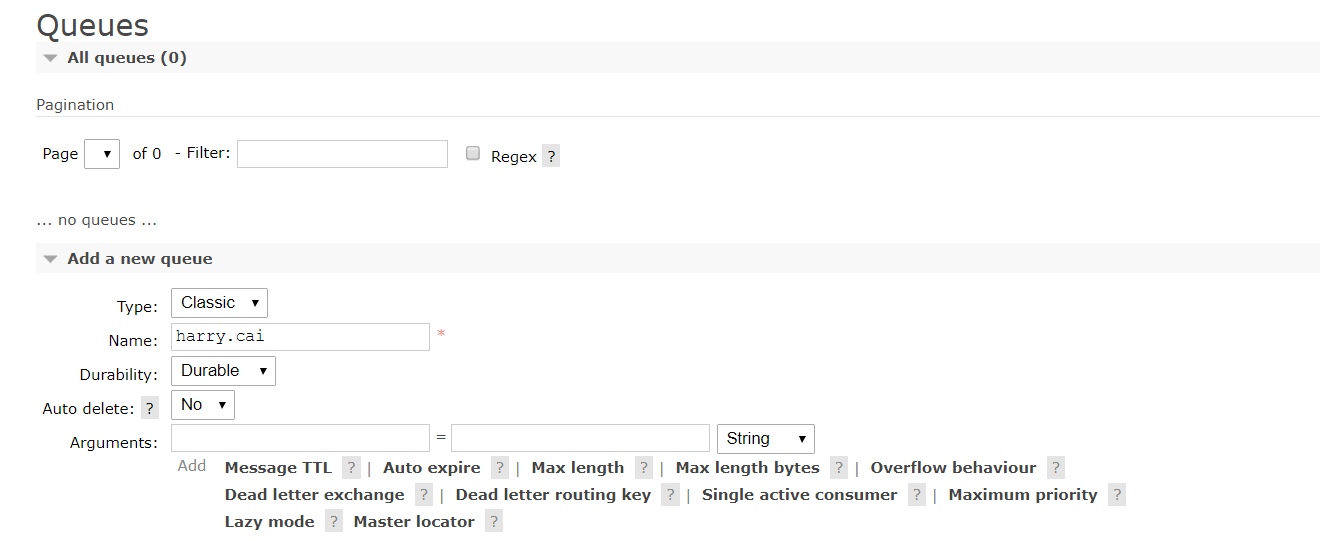 Queues
All queues (0)
Pagination
Page of 0 - Filter: Regex ?
... no queues ...
Add a new queue
Type: Classic
Name: harry.cai *
Durability: Durable
Auto delete: ? No
Arguments: = String
Add Message TTL ? | Auto expire ? | Max length ? | Max length bytes ? | Overflow behaviour ?
Dead letter exchange ? | Dead letter routing key ? | Single active consumer ? | Maximum priority ?
Lazy mode ? Master locator ?